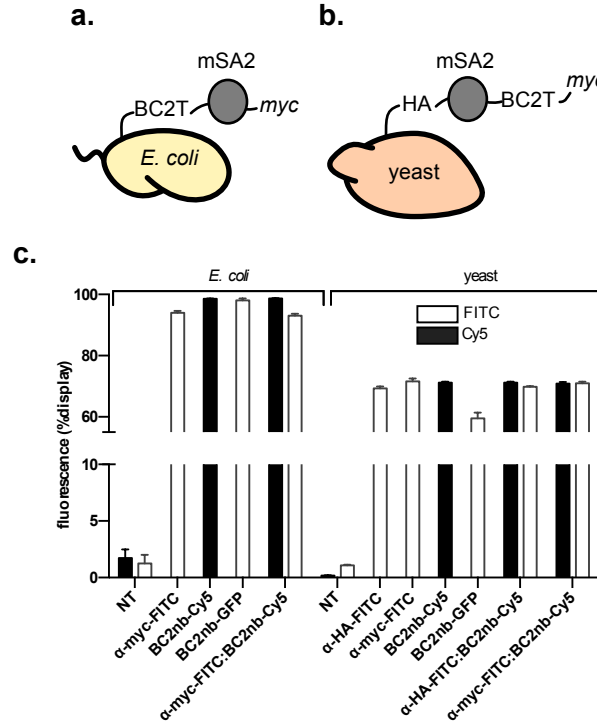 a.
mSA2
BC2T
myc
E. coli
b.
mSA2
HA
BC2T
myc
yeast
c.
E. coli
yeast
FITC
Cy5
fluorescence (%display)
100
80
60
10
5
0
NT
α-myc-FITC
BC2nb-Cy5
BC2nb-GFP
α-myc-FITC:BC2nb-Cy5
NT
α-HA-FITC
α-myc-FITC
BC2nb-Cy5
BC2nb-GFP
α-HA-FITC:BC2nb-Cy5
α-myc-FITC:BC2nb-Cy5